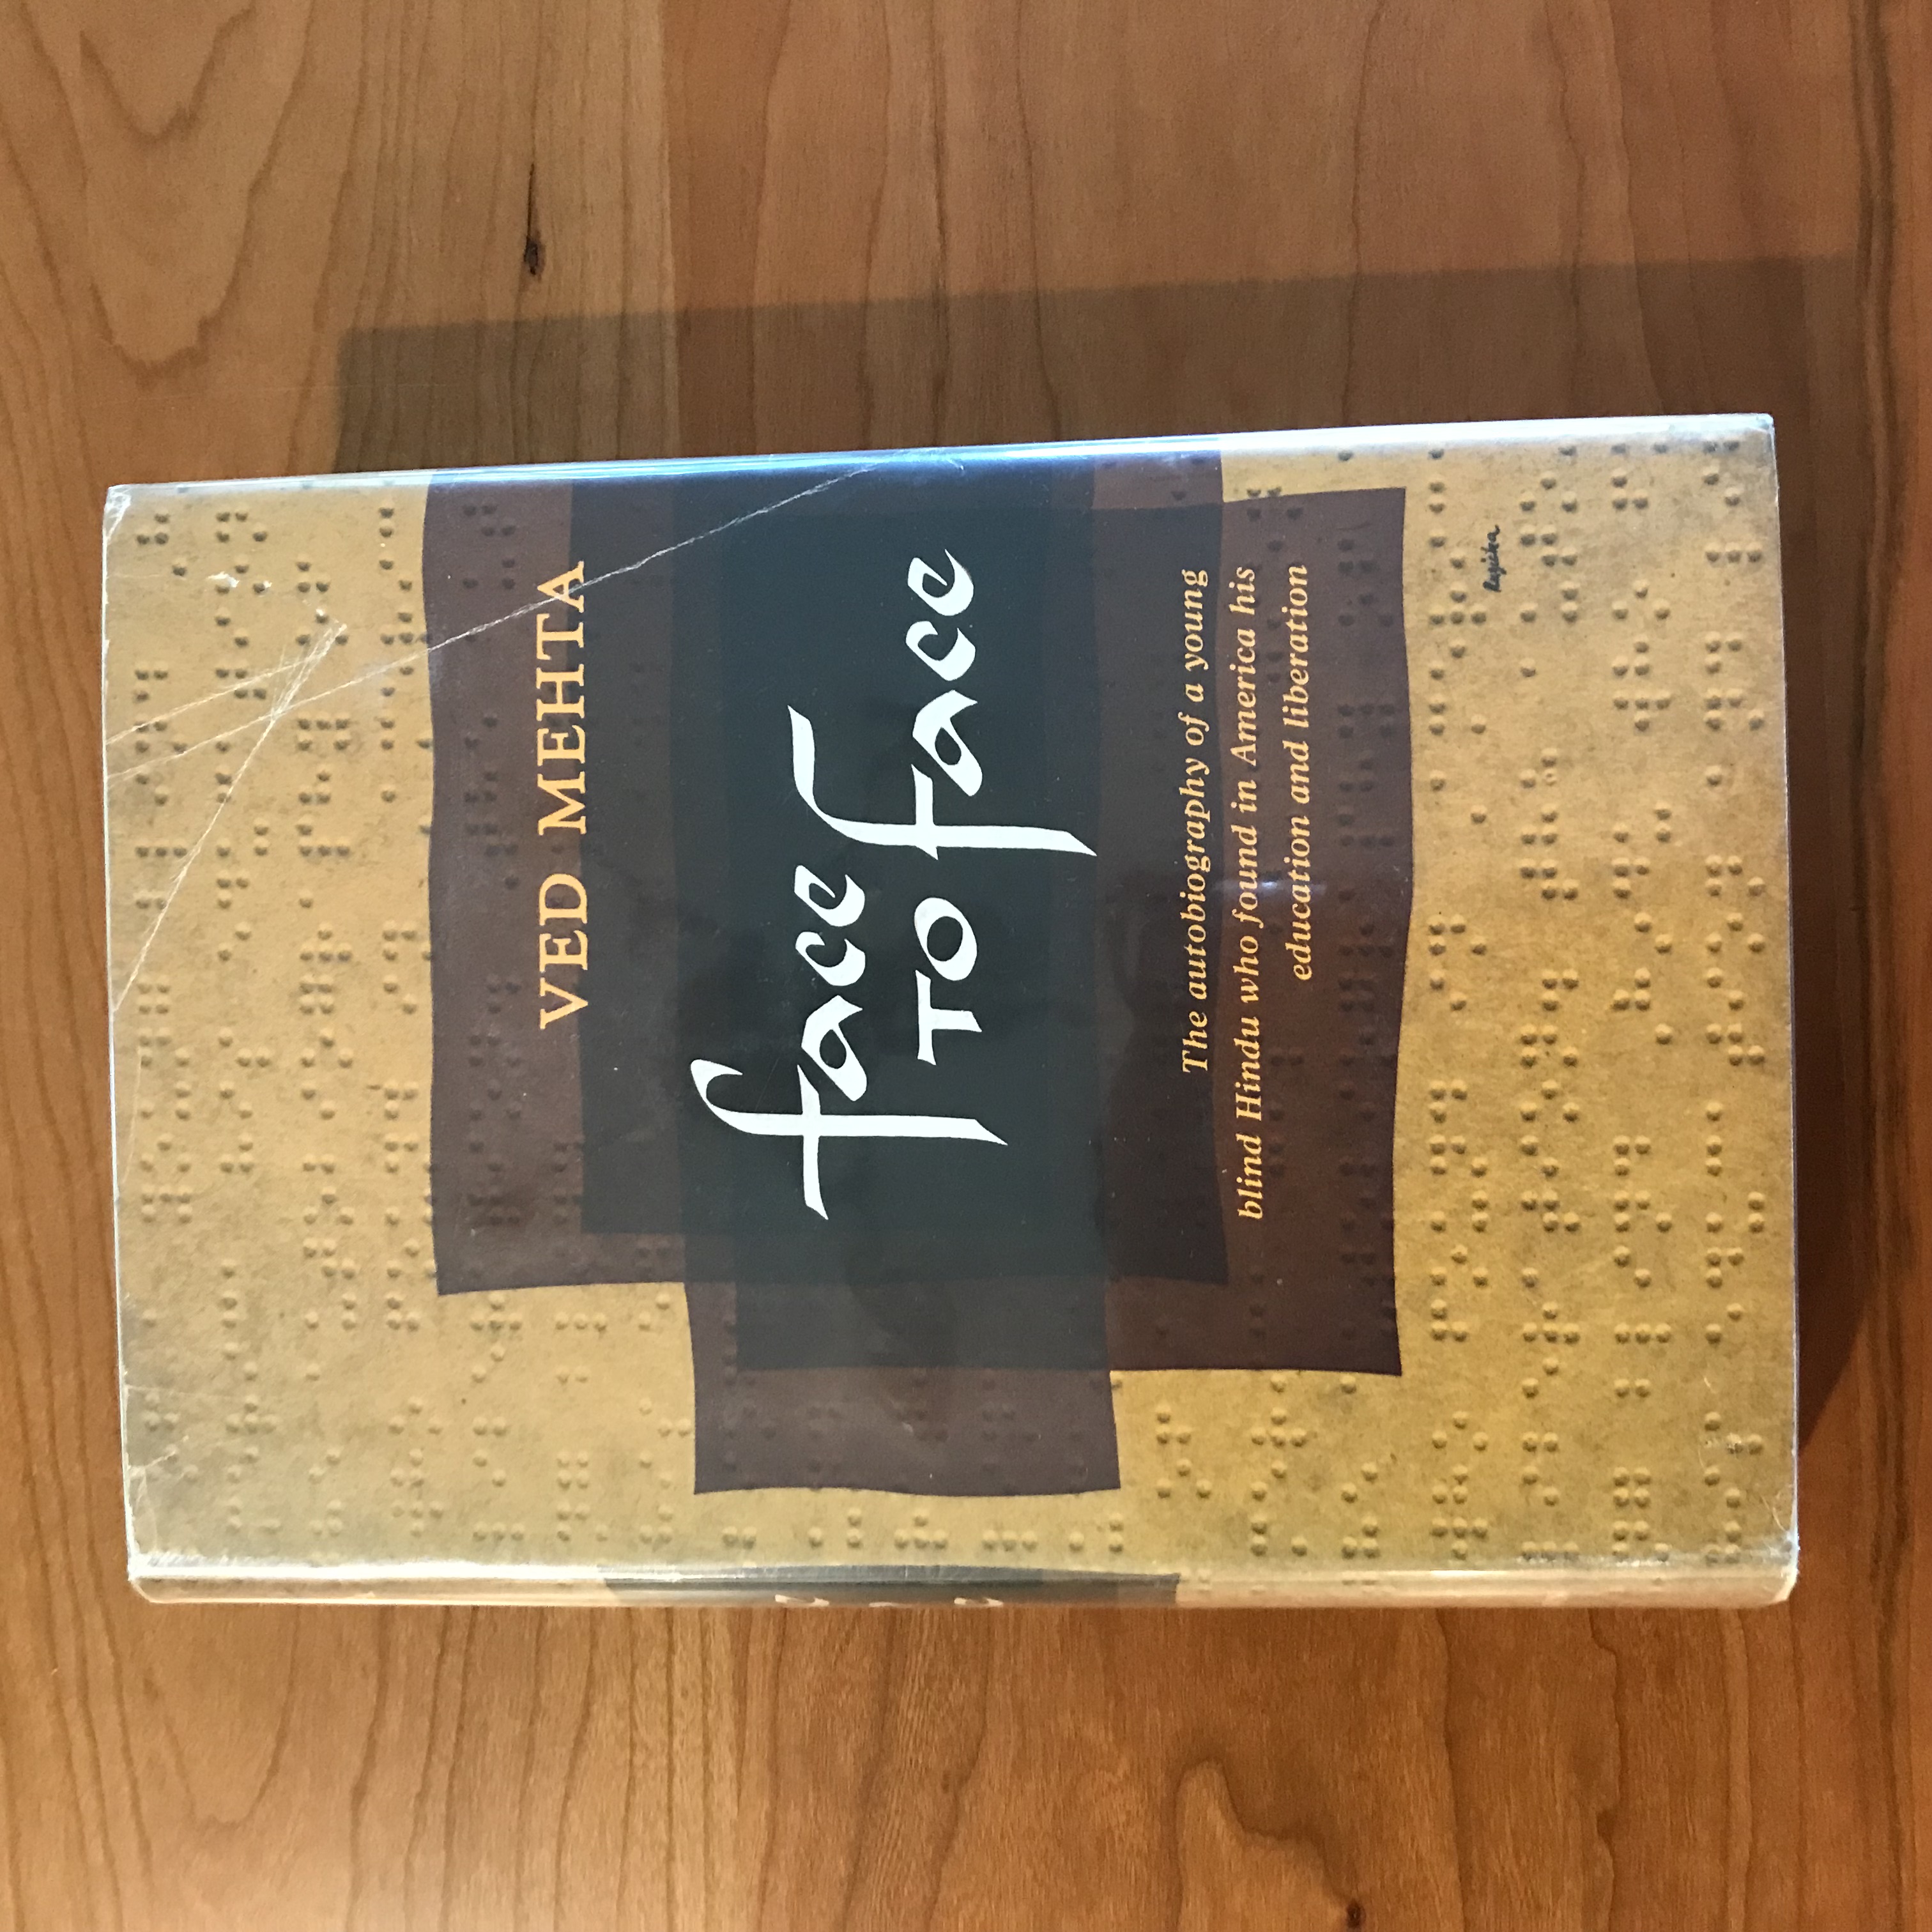 VED MEHTA
face
TO face
The autobiography of a young
blind Hindu who found in America his
education and liberation